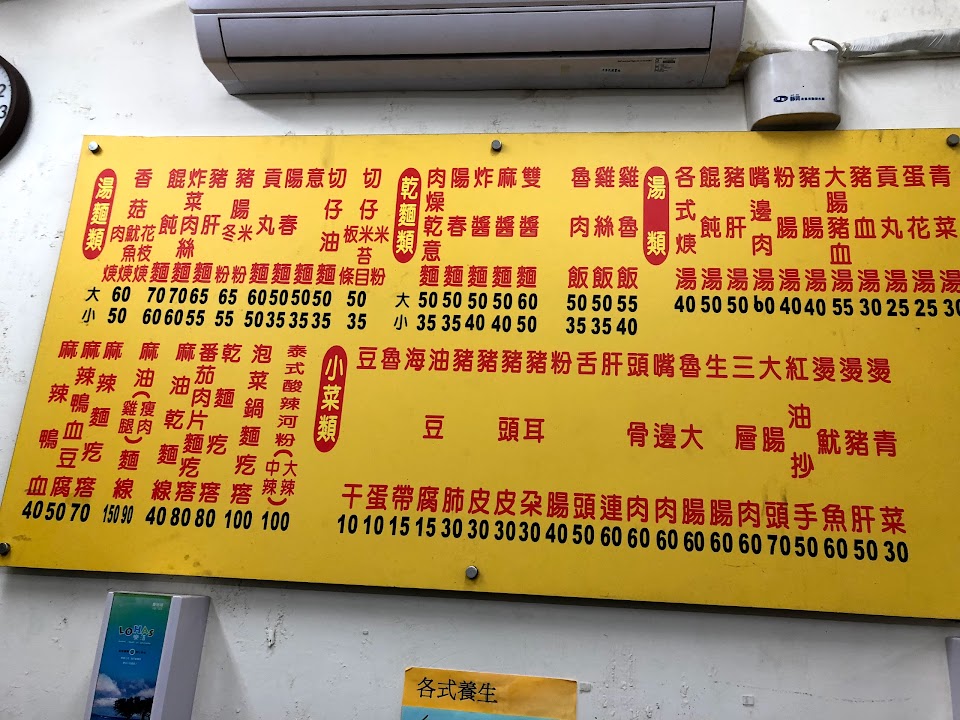 湯麵類
大
小
香菇肉焿 魷魚焿 花枝焿 60 50
餛飩麵 70 60
炸菜肉絲麵 70 60
豬肝麵 65 55
豬腸冬粉 米粉 65 55
貢丸麵 60 50
陽春麵 50 35
意麵 50 35
切仔油麵 50 35
切仔板條 米苔目 米粉 50 35
乾麵類
大
小
肉燥乾意麵 50 35
陽春麵 50 35
炸醬麵 50 40
麻醬麵 50 40
雙醬麵 60 50
魯肉飯 50 35
雞絲飯 50 35
雞魯飯 55 40
湯類
各式焿湯 40
餛飩湯 50
豬肝湯 50
嘴邊肉湯 60
粉腸湯 40
豬腸湯 40
大腸豬血湯 55
豬血湯 30
貢丸湯 25
蛋花湯 25
青菜湯 30
麻辣鴨血 40
麻辣鴨血豆腐 50
麻辣麵疙瘩 70
麻油(雞腿)(瘦肉)麵線 150 90
麻油乾麵線 40
番茄肉片麵疙瘩 80
乾麵疙瘩 80
泡菜鍋麵疙瘩 100
泰式酸辣河粉(大辣)(中辣) 100
小菜類
豆干 10
魯蛋 10
海帶 15
油豆腐 15
豬肺 30
豬皮 30
豬頭皮 30
豬耳朵 30
粉腸 40
舌頭 50
肝連 60
頭骨肉 60
嘴邊肉 60
魯大腸 60
生腸 60
三層肉 60
大腸頭 70
紅油抄手 50
燙魷魚 60
燙豬肝 50
燙青菜 30
LOHAS
各式養生